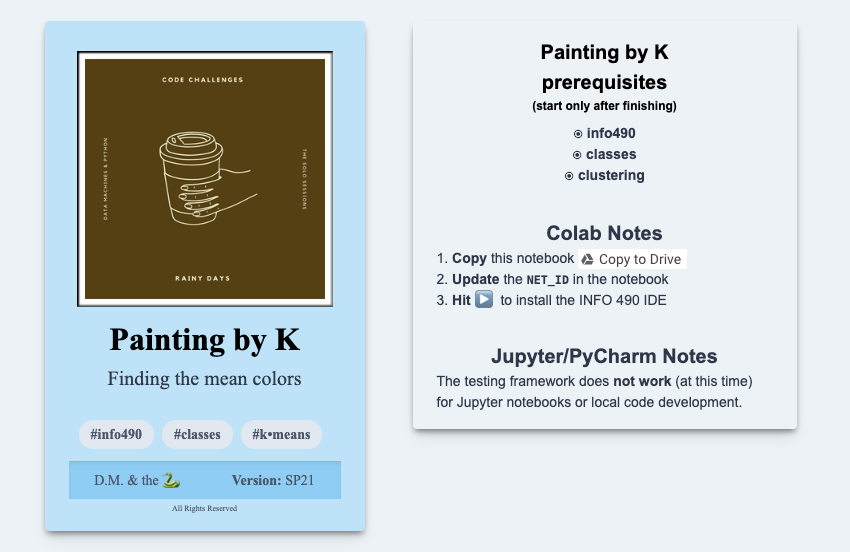 CODE CHALLENGES
DATA MACHINES & PYTHON
THE SOLO SESSIONS
RAINY DAYS
Painting by K
Finding the mean colors
#info490
#classes
#k•means
D.M. & the 🐍
Version: SP21
All Rights Reserved
Painting by K
prerequisites
(start only after finishing)
⦿ info490
⦿ classes
⦿ clustering
Colab Notes
1. Copy this notebook Copy to Drive
2. Update the NET_ID in the notebook
3. Hit ▶️ to install the INFO 490 IDE
Jupyter/PyCharm Notes
The testing framework does not work (at this time)
for Jupyter notebooks or local code development.